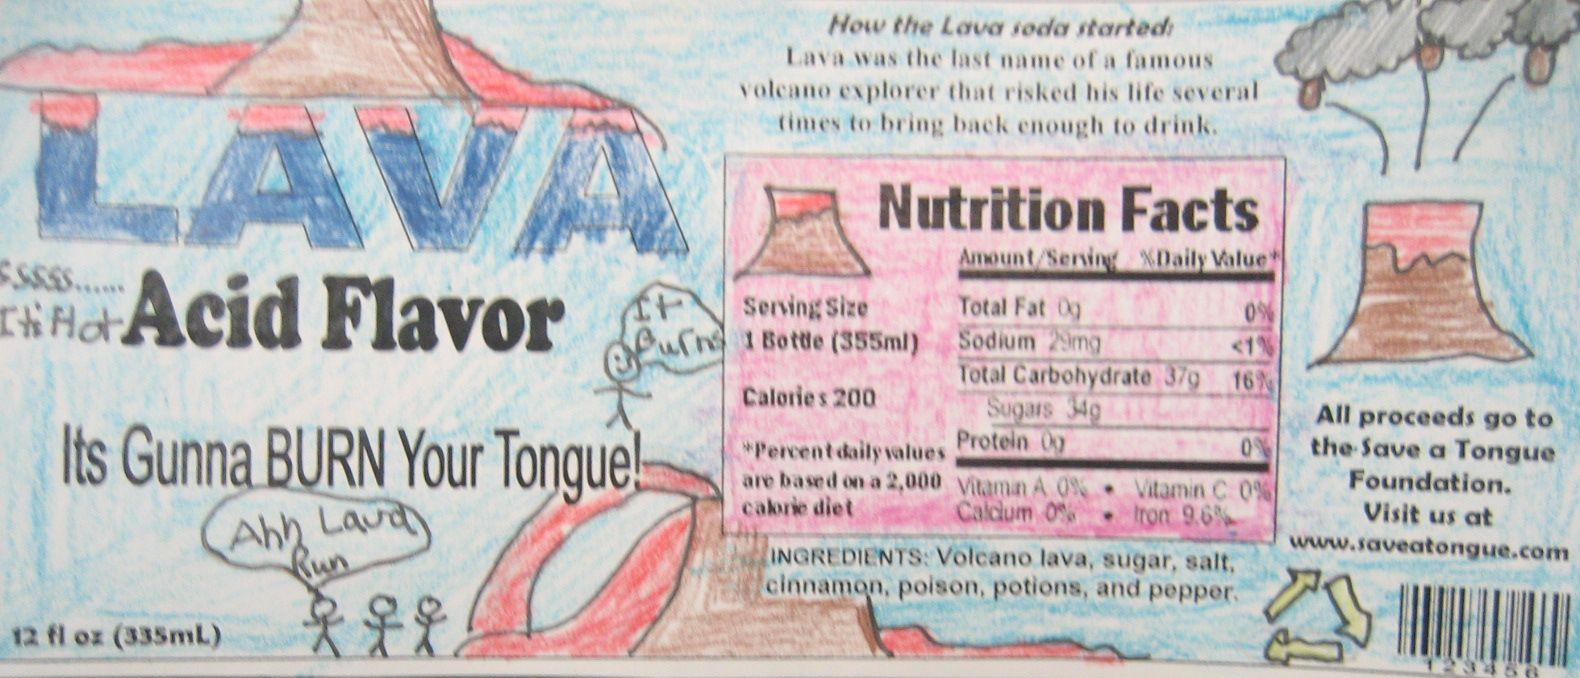 LAVA
sssss......
It's Hot
Acid Flavor
It
Burns
Its Gunna BURN Your Tongue!
Ahh Lava
Run
12 fl oz (335mL)
How the Lava soda started:
Lava was the last name of a famous
volcano explorer that risked his life several
times to bring back enough to drink.
Nutrition Facts
Amount/Serving %Daily Value*
Serving Size
1 Bottle (355ml)
Calories 200
*Percent daily values
are based on a 2,000
calorie diet
Total Fat 0g 0%
Sodium 29mg <1%
Total Carbohydrate 37g 16%
Sugars 34g
Protein 0g 0%
Vitamin A 0% • Vitamin C 0%
Calcium 0% • Iron 9.6%
INGREDIENTS: Volcano lava, sugar, salt,
cinnamon, poison, potions, and pepper.
All proceeds go to
the Save a Tongue
Foundation.
Visit us at
www.saveatongue.com
123456